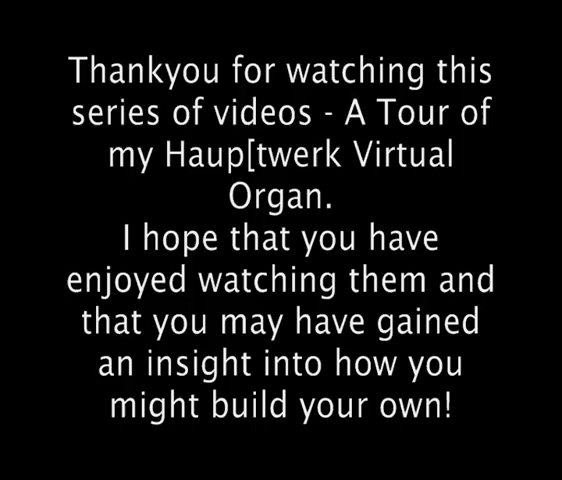 Thankyou for watching this
series of videos - A Tour of
my Haup[twerk Virtual
Organ.
I hope that you have
enjoyed watching them and
that you may have gained
an insight into how you
might build your own!